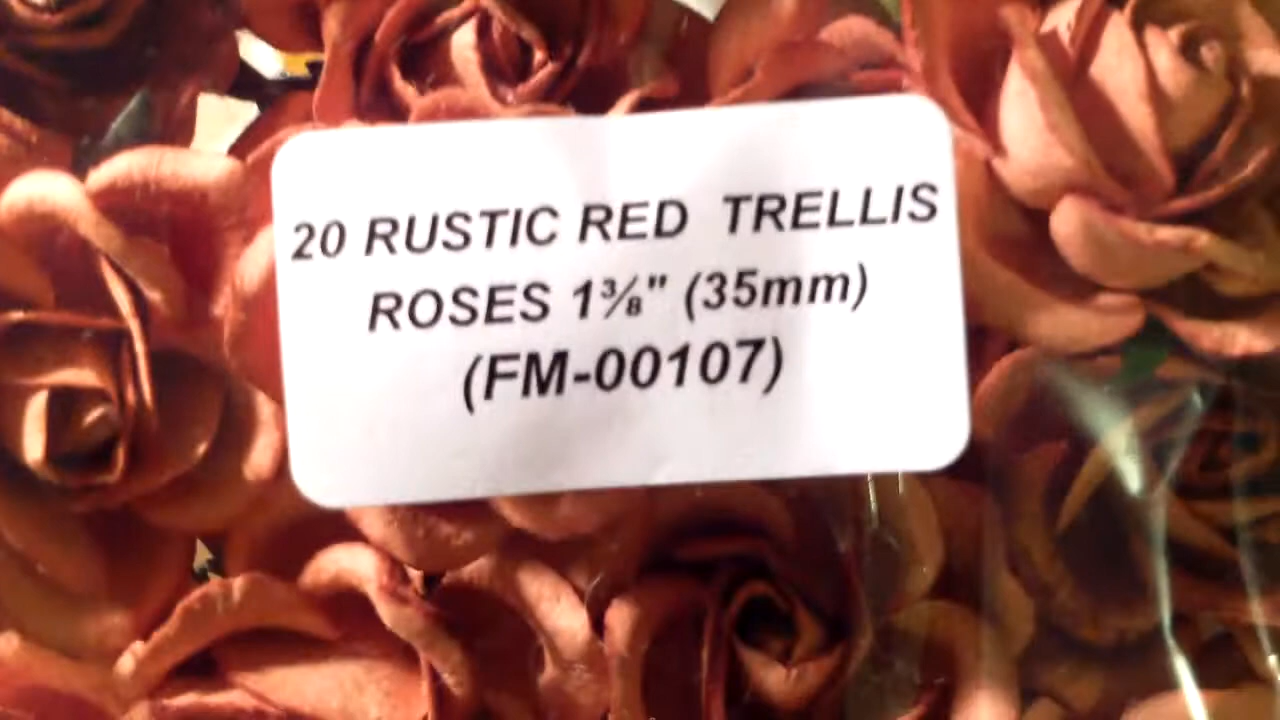 20 RUSTIC RED TRELLIS
ROSES 1⅜" (35mm)
(FM-00107)